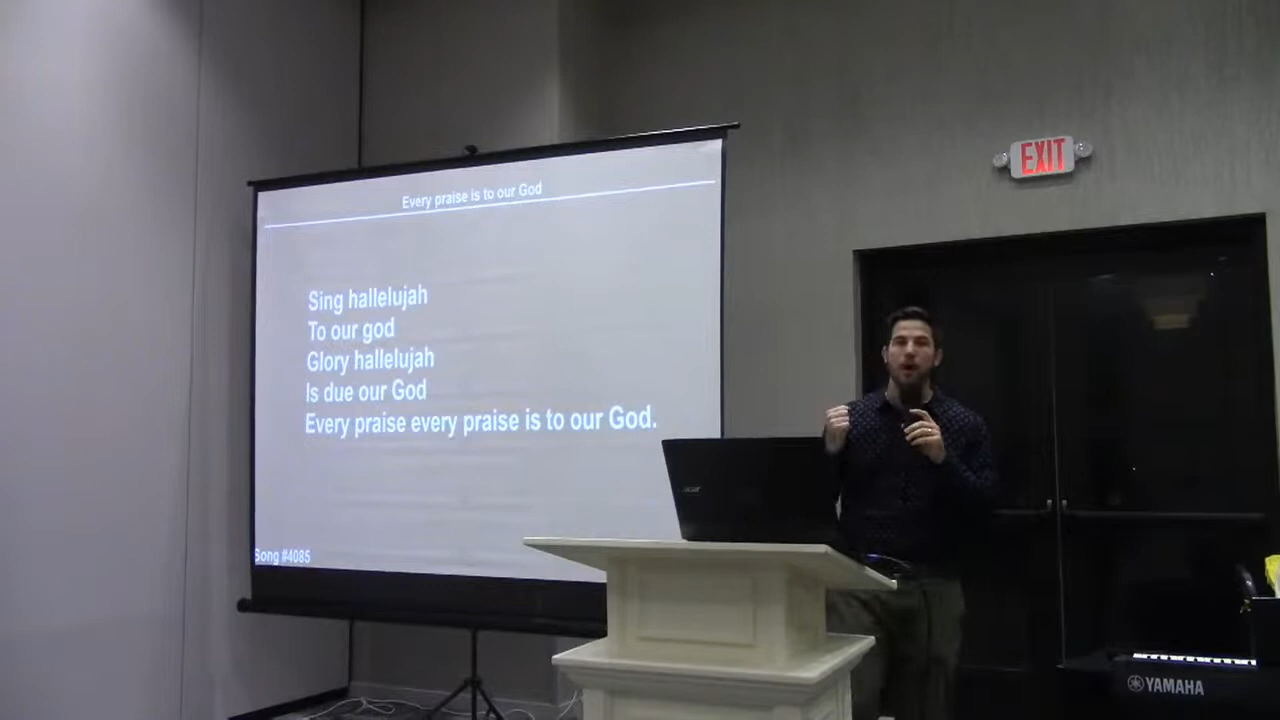 Every praise is to our God
Sing hallelujah
To our god
Glory hallelujah
Is due our God
Every praise every praise is to our God.
Song #4085
EXIT
acer
YAMAHA